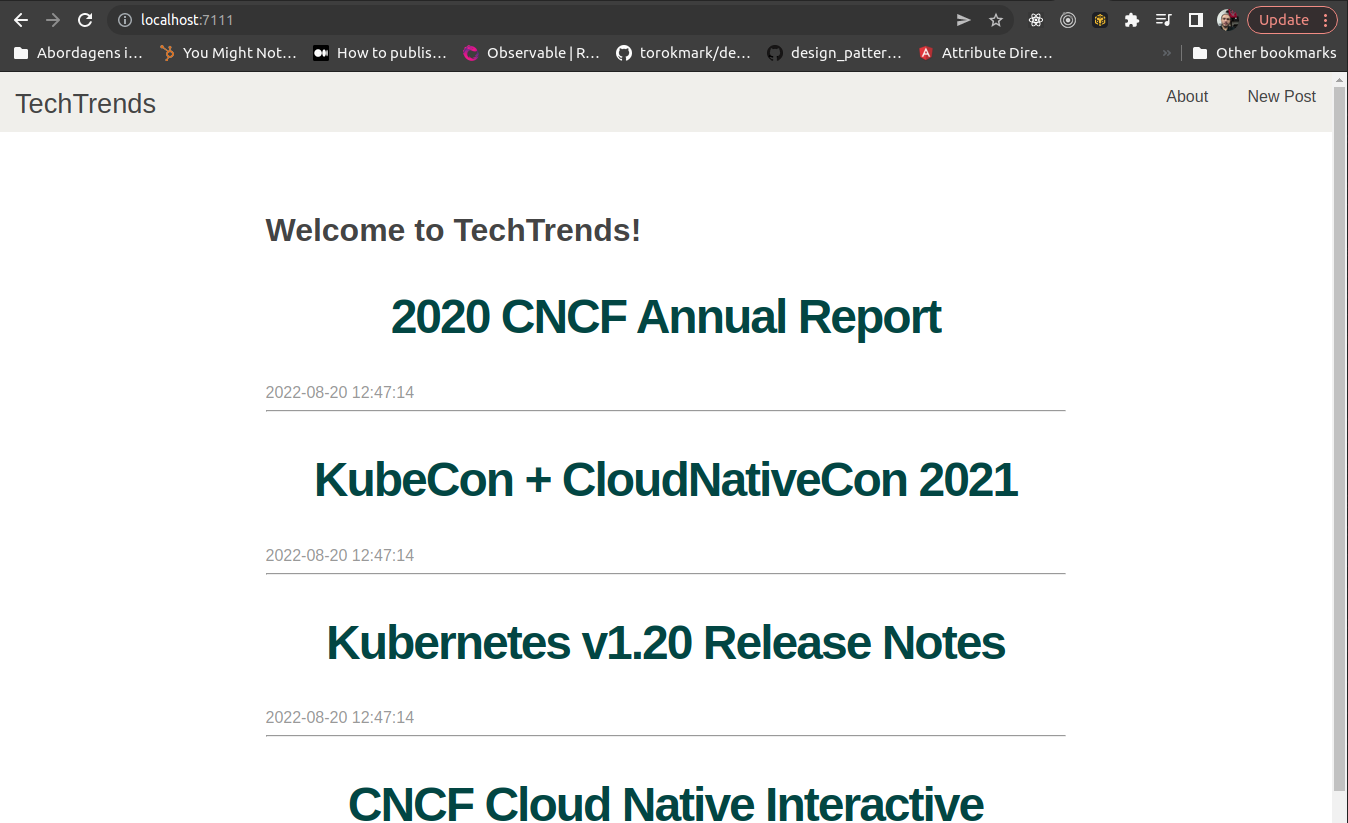 localhost:7111
Update
Abordagens i... You Might Not... How to publis... Observable | R... torokmark/de... design_patter... Attribute Dire... » Other bookmarks
TechTrends About New Post
Welcome to TechTrends!
2020 CNCF Annual Report
2022-08-20 12:47:14
KubeCon + CloudNativeCon 2021
2022-08-20 12:47:14
Kubernetes v1.20 Release Notes
2022-08-20 12:47:14
CNCF Cloud Native Interactive